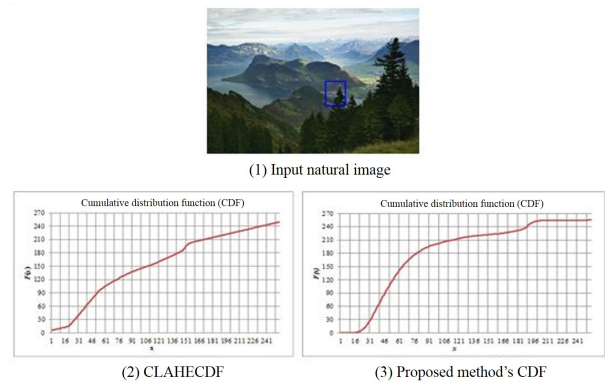 (1) Input natural image
Cumulative distribution function (CDF)
270
240
210
180
150
120
90
60
30
0
F(x)
1 16 31 46 61 76 91 106 121 136 151 166 181 196 211 226 241
x
(2) CLAHECDF
Cumulative distribution function (CDF)
270
240
210
180
150
120
90
60
30
0
F(x)
1 16 31 46 61 76 91 106 121 136 151 166 181 196 211 226 241
x
(3) Proposed method's CDF